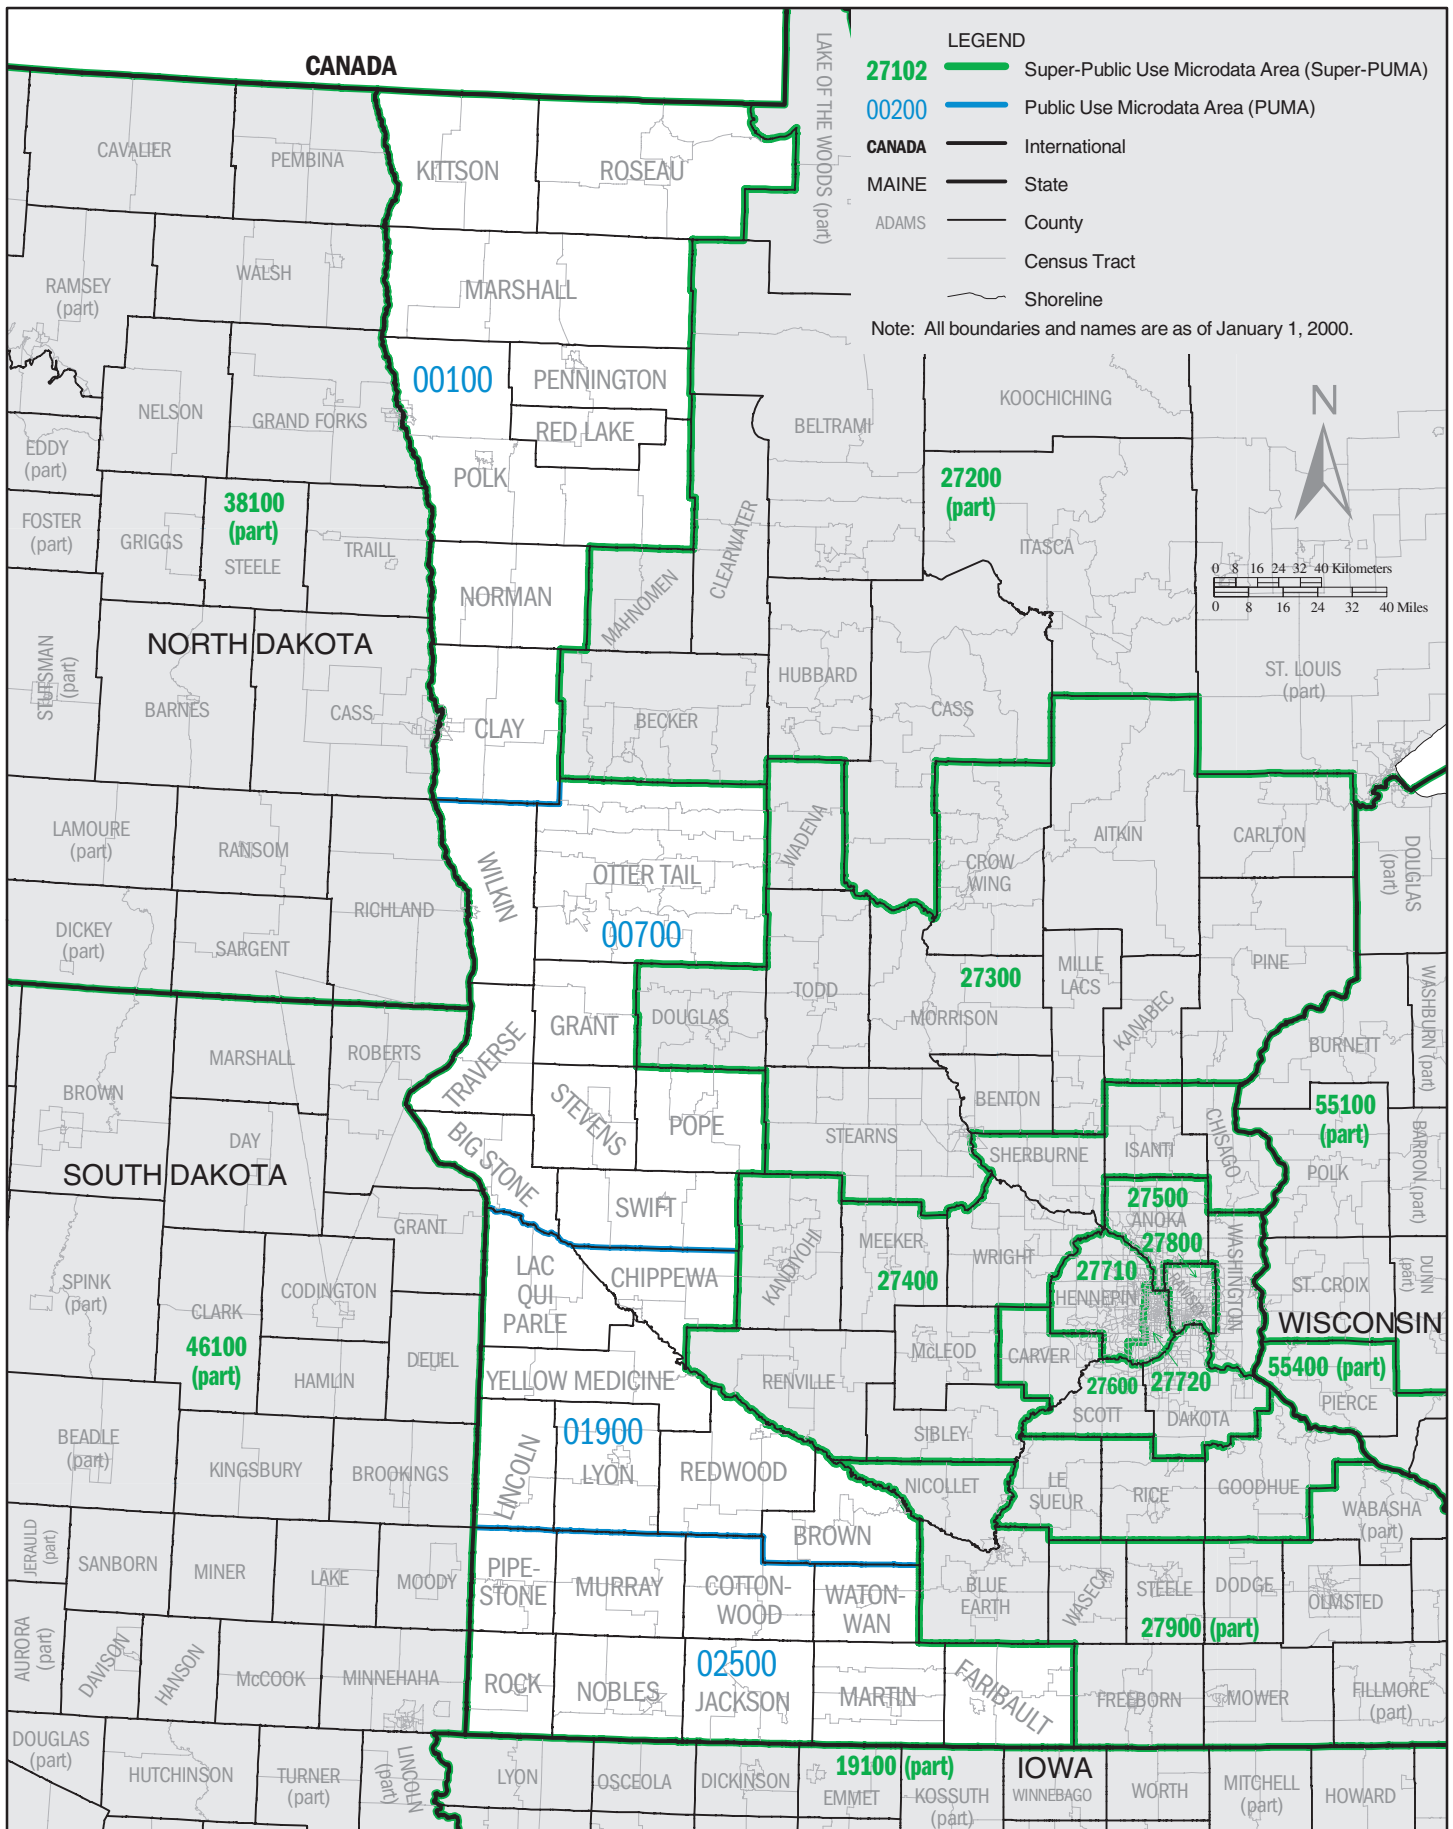 CANADA
LAKE OF THE WOODS (part)
LEGEND
27102 Super-Public Use Microdata Area (Super-PUMA)
00200 Public Use Microdata Area (PUMA)
CANADA International
MAINE State
ADAMS County
Census Tract
Shoreline
Note: All boundaries and names are as of January 1, 2000.
CAVALIER
PEMBINA
KITTSON
ROSEAU
RAMSEY
(part)
WALSH
MARSHALL
00100
PENNINGTON
NELSON
GRAND FORKS
RED LAKE
BELTRAMI
KOOCHICHING
N
EDDY
(part)
POLK
27200
(part)
38100
(part)
FOSTER
(part)
GRIGGS
STEELE
TRAILL
CLEARWATER
ITASCA
0 8 16 24 32 40 Kilometers
0 8 16 24 32 40 Miles
NORMAN
MAHNOMEN
NORTH DAKOTA
STUTSMAN
(part)
BARNES
CASS
CLAY
BECKER
HUBBARD
CASS
ST. LOUIS
(part)
LAMOURE
(part)
RANSOM
WILKIN
OTTER TAIL
WADENA
CROW
WING
AITKIN
CARLTON
DOUGLAS
(part)
DICKEY
(part)
SARGENT
RICHLAND
00700
27300
MILLE
LACS
PINE
TODD
MORRISON
KANABEC
WASHBURN (part)
GRANT
DOUGLAS
BROWN
MARSHALL
ROBERTS
TRAVERSE
STEVENS
POPE
BENTON
BURNETT
55100
(part)
DAY
BIG STONE
STEARNS
SHERBURNE
ISANTI
CHISAGO
POLK
BARRON (part)
SOUTH DAKOTA
GRANT
SWIFT
27500
ANOKA
27800
WASHINGTON
SPINK
(part)
CODINGTON
CLARK
46100
(part)
LAC
QUI
PARLE
CHIPPEWA
KANDIYOHI
MEEKER
27400
WRIGHT
27710
HENNEPIN
RAMSEY
ST. CROIX
DUNN
(part)
WISCONSIN
HAMLIN
DEUEL
YELLOW MEDICINE
RENVILLE
McLEOD
CARVER
27600
27720
55400 (part)
PIERCE
SCOTT
DAKOTA
BEADLE
(part)
KINGSBURY
BROOKINGS
LINCOLN
01900
LYON
REDWOOD
SIBLEY
NICOLLET
LE
SUEUR
RICE
GOODHUE
WABASHA
(part)
BROWN
JERAULD
(part)
SANBORN
MINER
LAKE
MOODY
PIPE-
STONE
MURRAY
COTTON-
WOOD
WATON-
WAN
BLUE
EARTH
WASECA
STEELE
DODGE
OLMSTED
27900 (part)
AURORA
(part)
DAVISON
HANSON
McCOOK
MINNEHAHA
ROCK
NOBLES
02500
JACKSON
MARTIN
FARIBAULT
FREEBORN
MOWER
FILLMORE
(part)
DOUGLAS
(part)
HUTCHINSON
TURNER
(part)
LINCOLN
(part)
LYON
OSCEOLA
DICKINSON
19100 (part)
EMMET
KOSSUTH
(part)
IOWA
WINNEBAGO
WORTH
MITCHELL
(part)
HOWARD